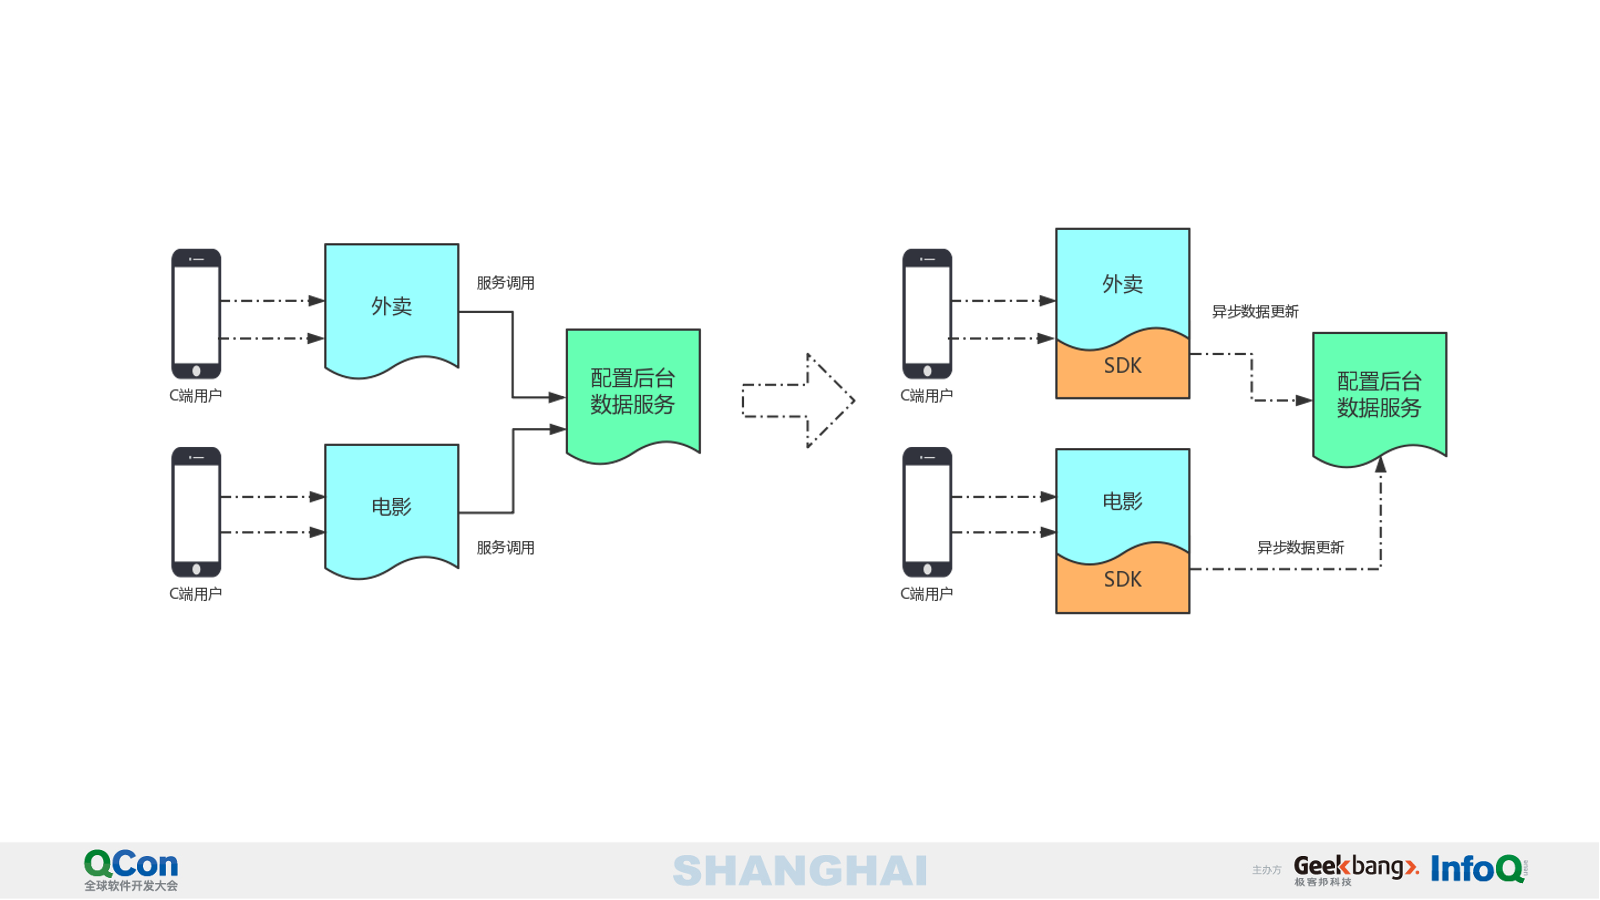 外卖
服务调用
配置后台
数据服务
C端用户
电影
服务调用
C端用户
外卖
SDK
异步数据更新
配置后台
数据服务
C端用户
电影
SDK
异步数据更新
C端用户
QCon
全球软件开发大会
SHANGHAI
主办方
Geekbang
极客邦科技
InfoQ